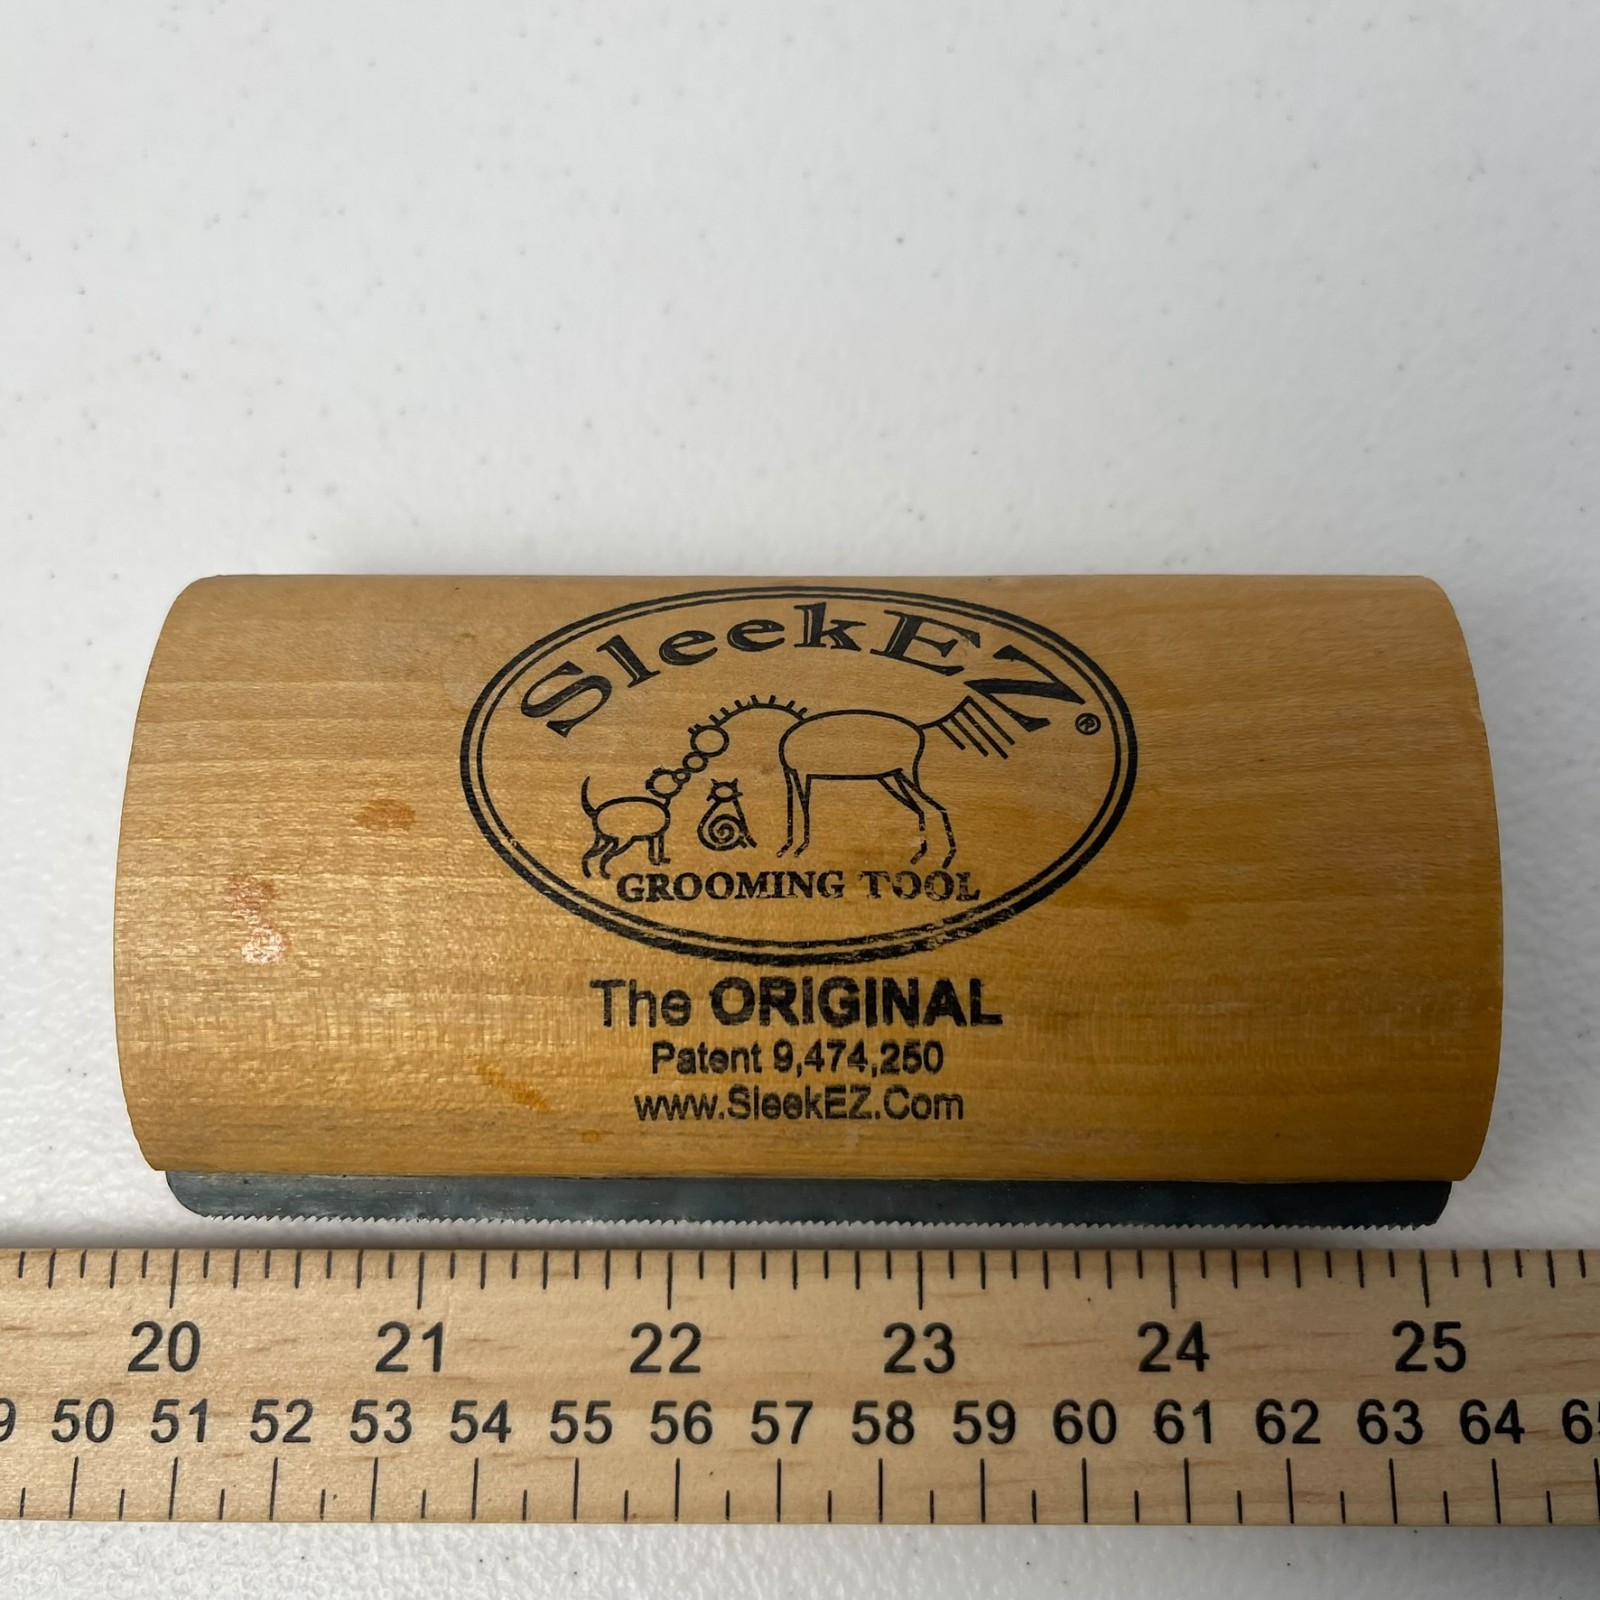 SleekEZ®
GROOMING TOOL
The ORIGINAL
Patent 9,474,250
www.SleekEZ.Com
20 21 22 23 24 25
50 51 52 53 54 55 56 57 58 59 60 61 62 63 64